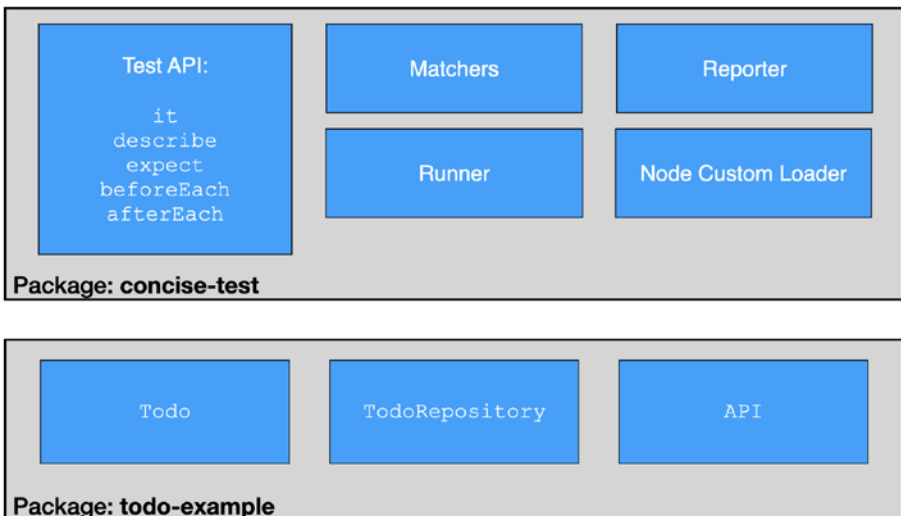 Test API:
it
describe
expect
beforeEach
afterEach
Matchers
Reporter
Runner
Node Custom Loader
Package: concise-test
Todo
TodoRepository
API
Package: todo-example